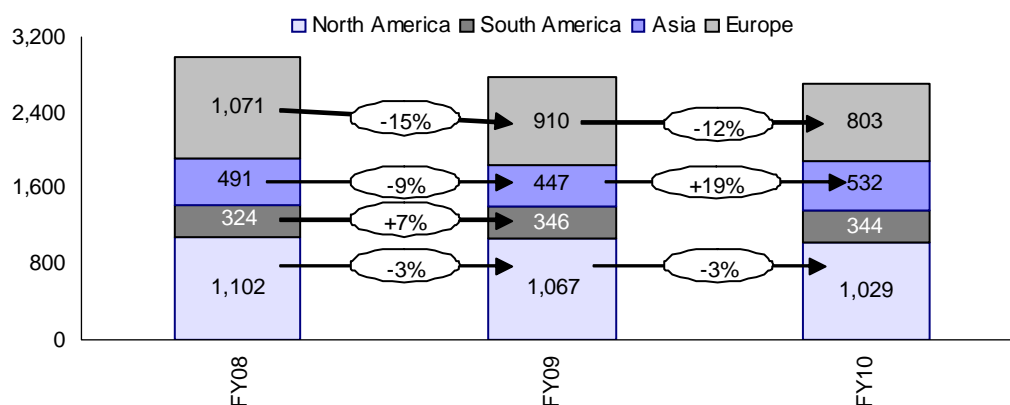 North America South America Asia Europe
3,200
2,400
1,600
800
0
1,071 -15% 910 -12% 803
491 -9% 447 +19% 532
324 +7% 346 344
1,102 -3% 1,067 -3% 1,029
FY08 FY09 FY10